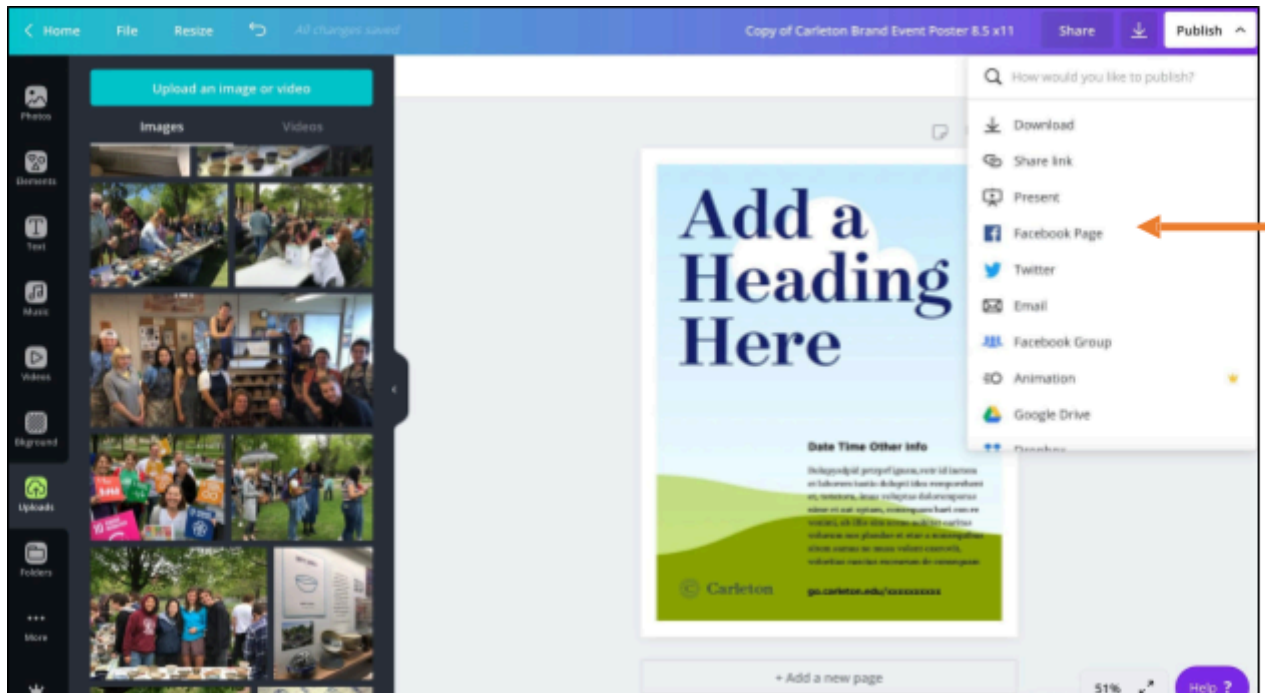 Home File Resize All changes saved Copy of Carleton Brand Event Poster 8.5 x11 Share Publish
Photos
Elements
Text
Music
Videos
Bkground
Uploads
Folders
More
Upload an image or video
Images Videos
Add a
Heading
Here
Date Time Other info
Carleton
go.carleton.edu/xxxxxxxxxx
+ Add a new page
How would you like to publish?
Download
Share link
Present
Facebook Page
Twitter
Email
Facebook Group
Animation
Google Drive
Dropbox
51% Help ?